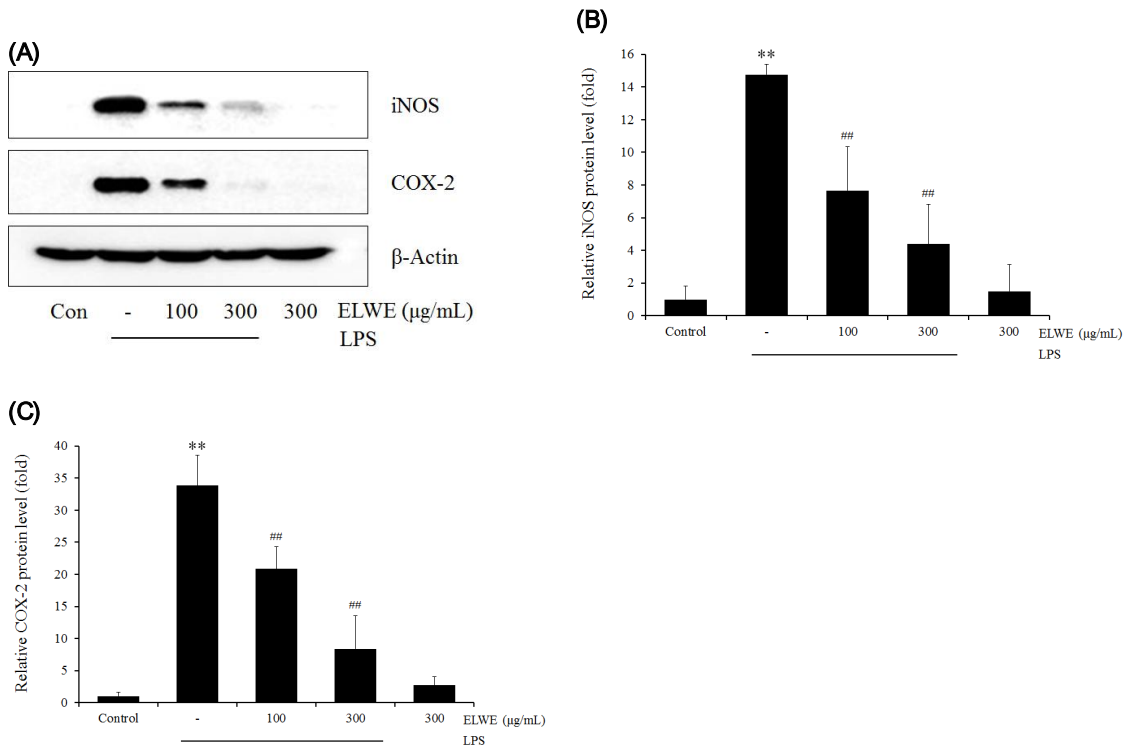 (A)
iNOS
COX-2
β-Actin
Con - 100 300 300 ELWE (μg/mL)
LPS
(B)
Relative iNOS protein level (fold)
16
14
12
10
8
6
4
2
0
**
##
##
Control - 100 300 300 ELWE (μg/mL)
LPS
(C)
Relative COX-2 protein level (fold)
40
35
30
25
20
15
10
5
0
**
##
##
Control - 100 300 300 ELWE (μg/mL)
LPS